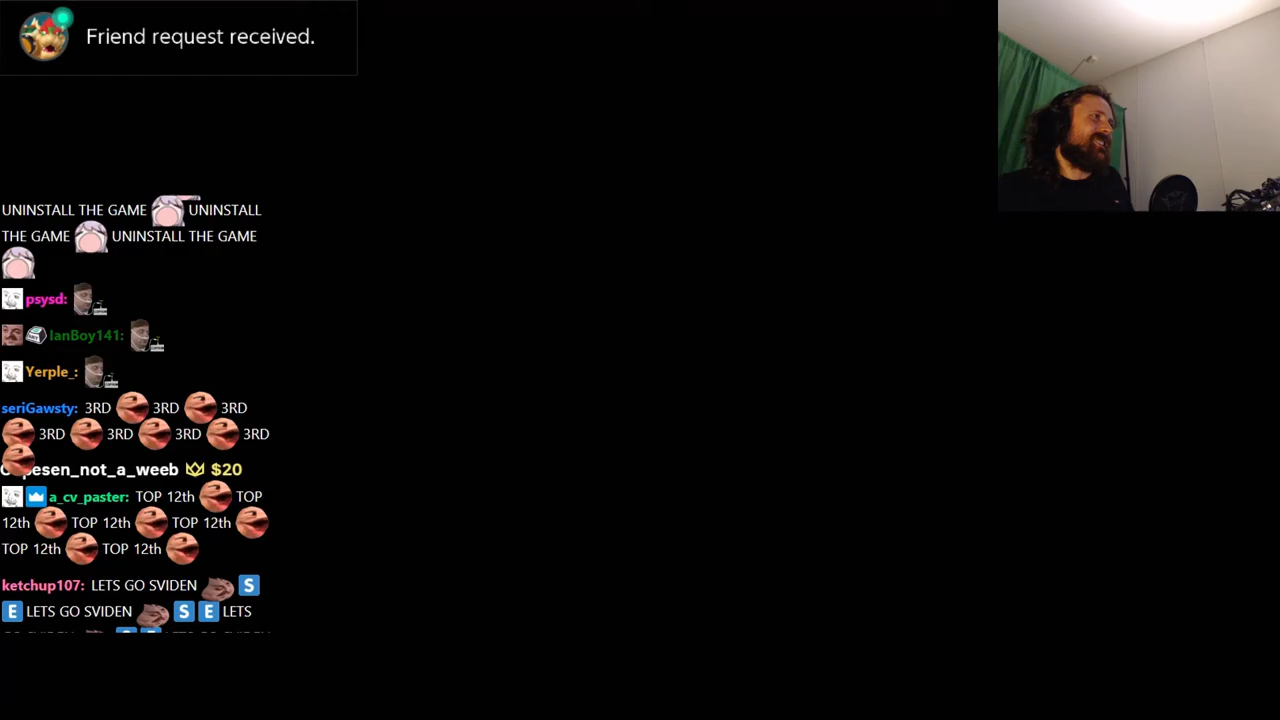 Friend request received.
UNINSTALL THE GAME UNINSTALL
THE GAME UNINSTALL THE GAME
psysd:
IanBoy141:
Yerple_:
seriGawsty: 3RD 3RD 3RD
3RD 3RD 3RD 3RD
esen_not_a_weeb $20
a_cv_paster: TOP 12th TOP
12th TOP 12th TOP 12th
TOP 12th TOP 12th
ketchup107: LETS GO SVIDEN S
E LETS GO SVIDEN S E LETS